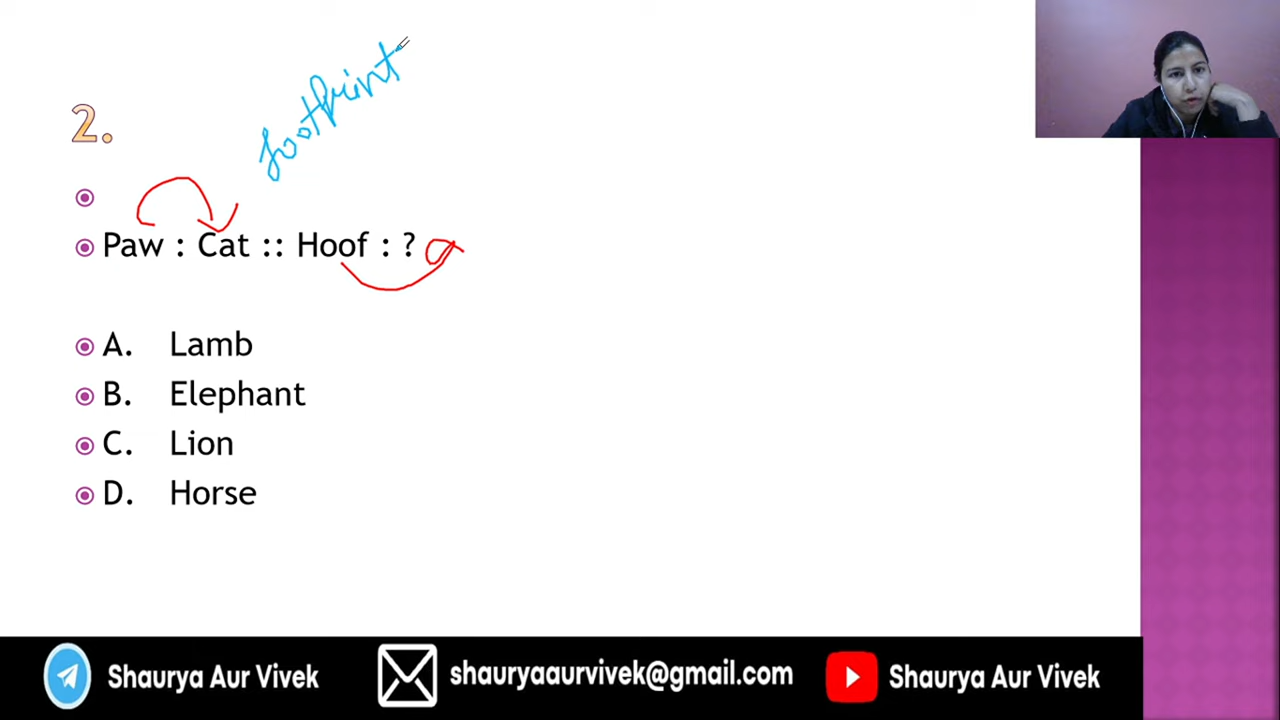 footprint
2.
Paw : Cat :: Hoof : ?
A. Lamb
B. Elephant
C. Lion
D. Horse
Shaurya Aur Vivek
shauryaaurvivek@gmail.com
Shaurya Aur Vivek